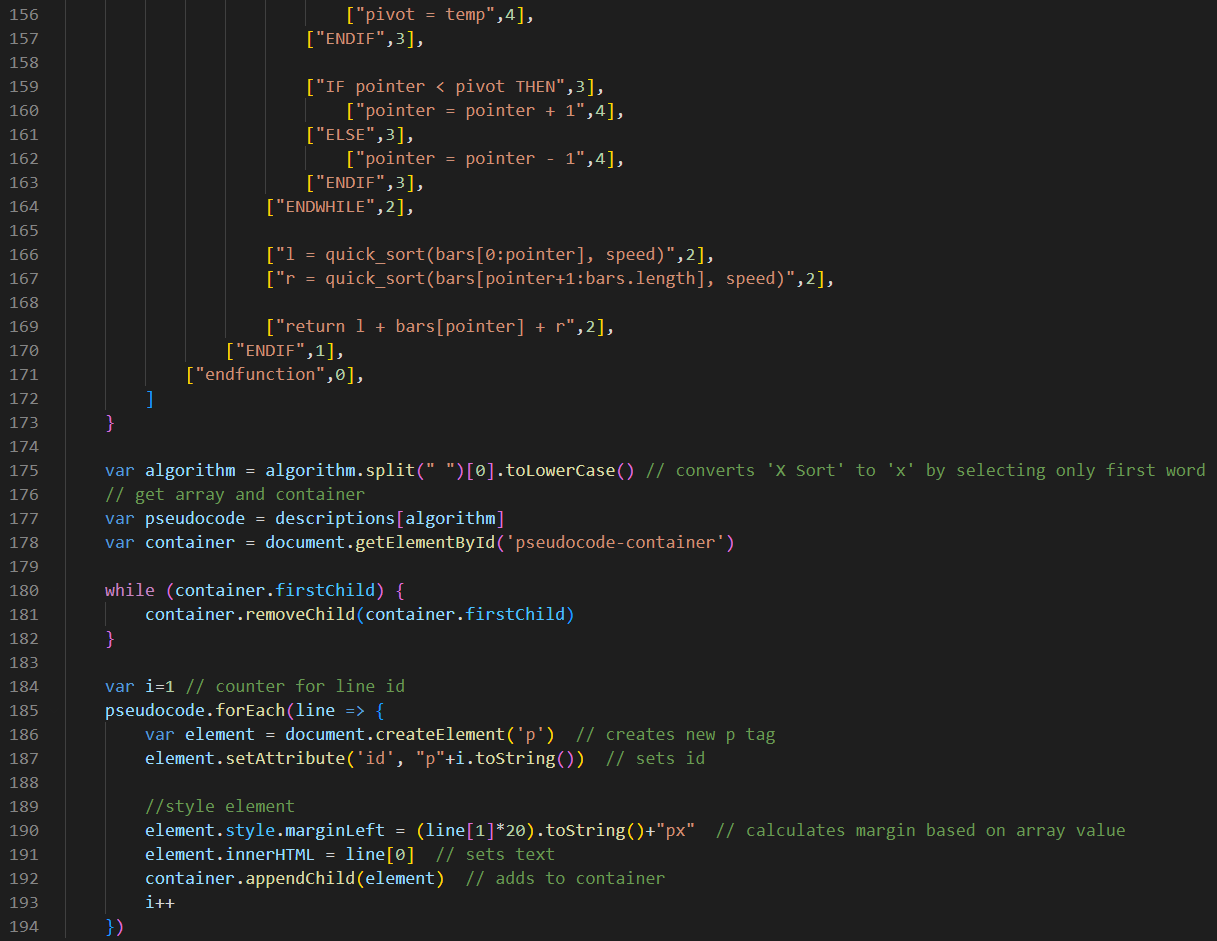 156 ["pivot = temp",4],
157 ["ENDIF",3],
158
159 ["IF pointer < pivot THEN",3],
160 ["pointer = pointer + 1",4],
161 ["ELSE",3],
162 ["pointer = pointer - 1",4],
163 ["ENDIF",3],
164 ["ENDWHILE",2],
165
166 ["l = quick_sort(bars[0:pointer], speed)",2],
167 ["r = quick_sort(bars[pointer+1:bars.length], speed)",2],
168
169 ["return l + bars[pointer] + r",2],
170 ["ENDIF",1],
171 ["endfunction",0],
172 ]
173 }
174
175 var algorithm = algorithm.split(" ")[0].toLowerCase() // converts 'X Sort' to 'x' by selecting only first word
176 // get array and container
177 var pseudocode = descriptions[algorithm]
178 var container = document.getElementById('pseudocode-container')
179
180 while (container.firstChild) {
181 container.removeChild(container.firstChild)
182 }
183
184 var i=1 // counter for line id
185 pseudocode.forEach(line => {
186 var element = document.createElement('p')  // creates new p tag
187 element.setAttribute('id', "p"+i.toString())  // sets id
188
189 //style element
190 element.style.marginLeft = (line[1]*20).toString()+"px"  // calculates margin based on array value
191 element.innerHTML = line[0]  // sets text
192 container.appendChild(element)  // adds to container
193 i++
194 })